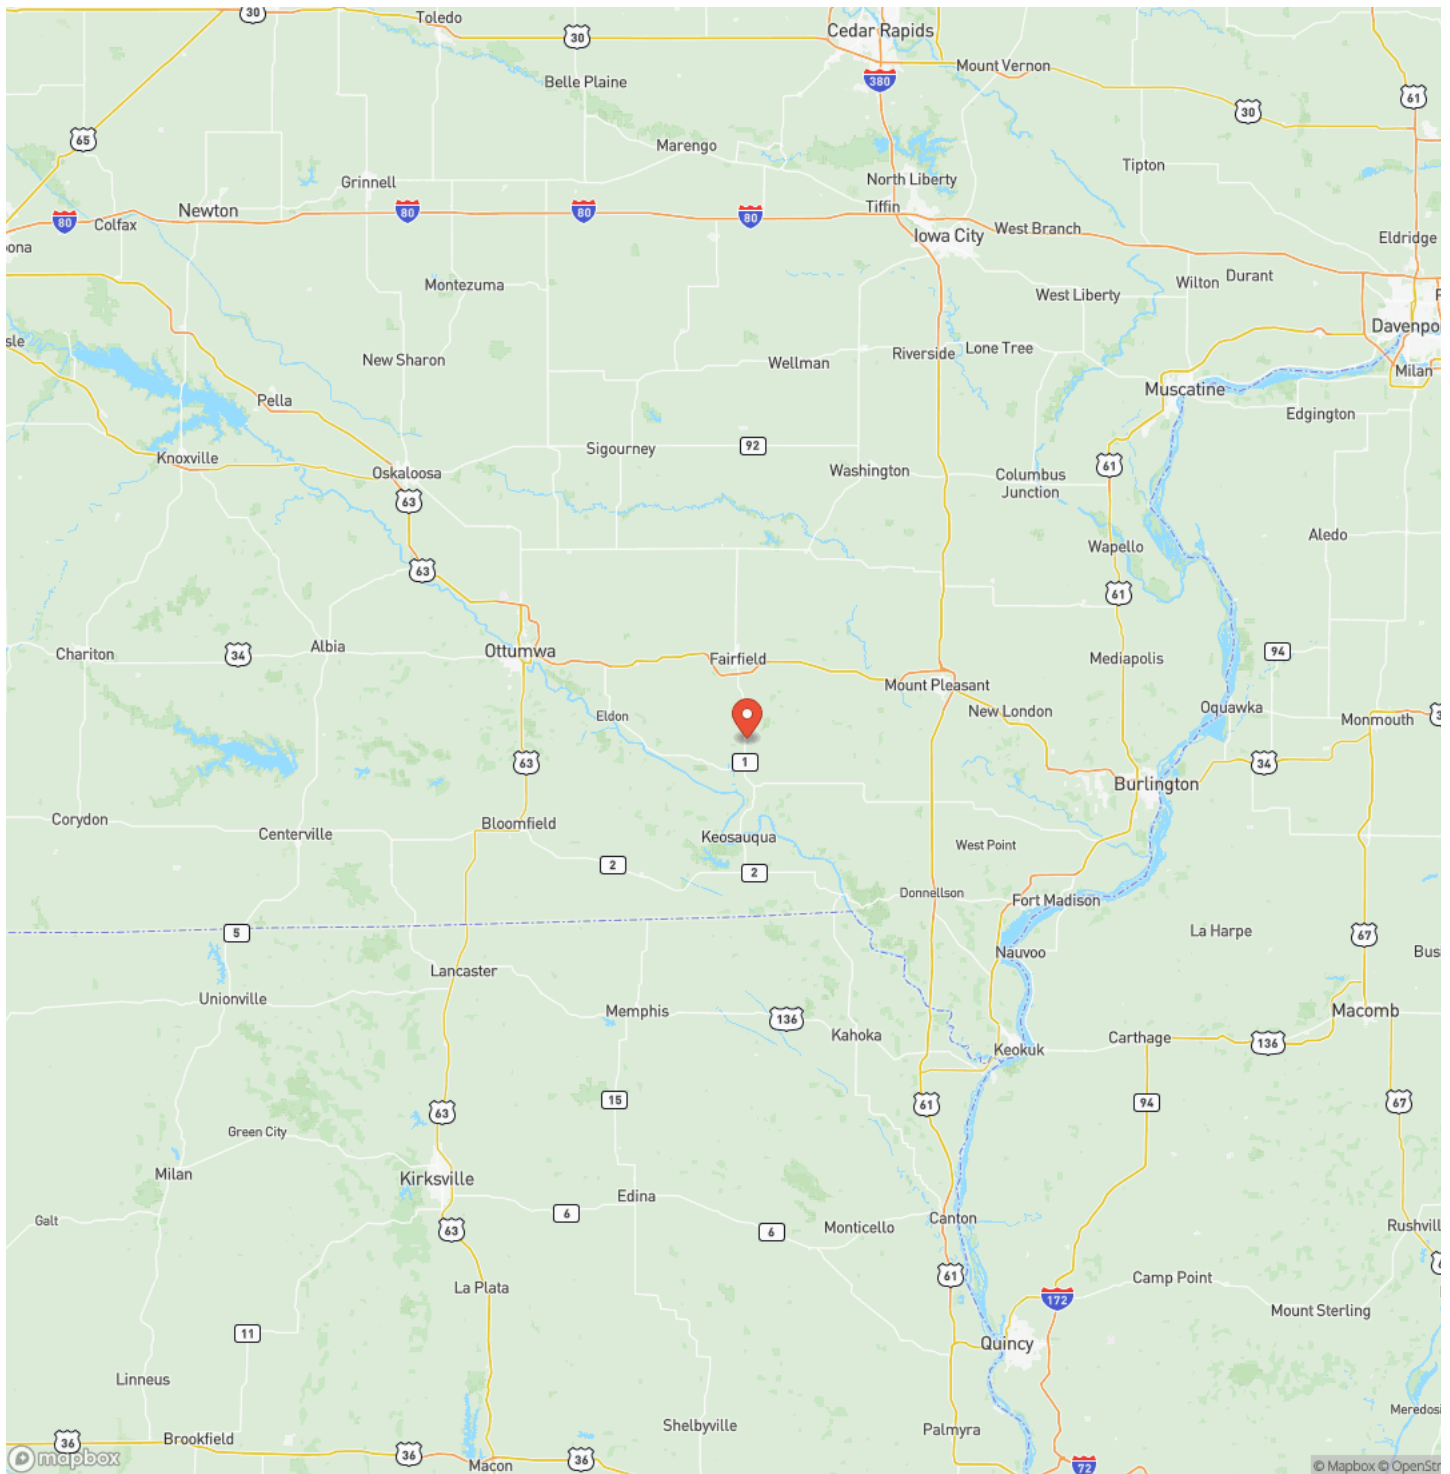 30
Toledo
30
Cedar Rapids
380
Mount Vernon
61
30
Belle Plaine
65
Marengo
Tipton
Grinnell
North Liberty
Newton
80
80
80
80
Tiffin
Colfax
West Branch
Iowa City
Eldridge
ona
Montezuma
Wilton
Durant
West Liberty
Davenpo
sle
New Sharon
Wellman
Riverside
Lone Tree
Milan
Pella
Muscatine
Edgington
Sigourney
92
Knoxville
Oskaloosa
Washington
61
Columbus
Junction
63
Aledo
Wapello
63
61
Chariton
34
Albia
Ottumwa
Fairfield
Mediapolis
94
Mount Pleasant
Eldon
New London
Oquawka
Monmouth
3
63
1
34
Burlington
Corydon
Centerville
Bloomfield
Keosauqua
West Point
2
2
Donnellson
Fort Madison
5
La Harpe
67
Nauvoo
Bus
Lancaster
Unionville
Memphis
136
Macomb
Kahoka
Carthage
136
Keokuk
15
63
61
94
67
Green City
Milan
Kirksville
Edina
Galt
6
Monticello
Canton
Rushvill
63
6
61
Camp Point
La Plata
172
Mount Sterling
11
Quincy
Linneus
Meredosi
Shelbyville
Palmyra
36
Brookfield
36
36
Macon
72
mapbox
© Mapbox © OpenStr